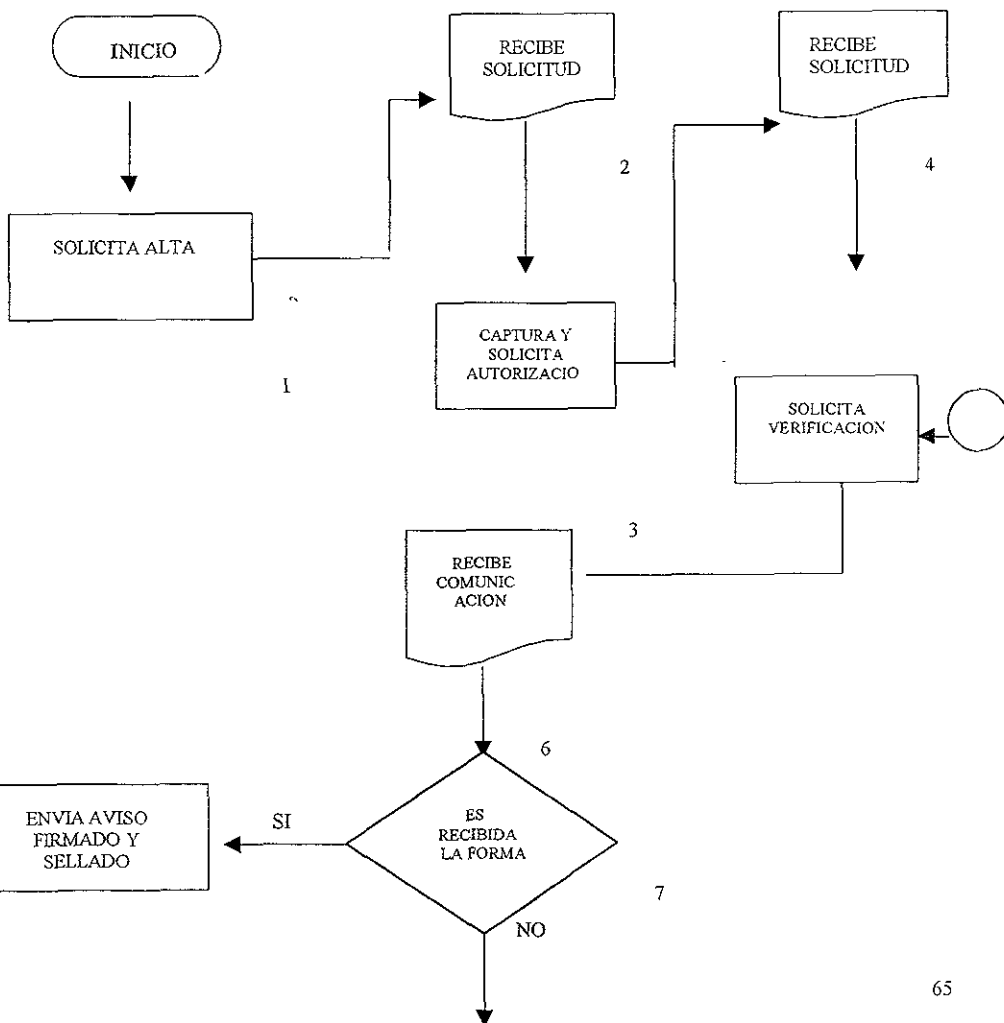 INICIO
RECIBE
SOLICITUD
RECIBE
SOLICITUD
2
4
SOLICITA ALTA
1
CAPTURA Y
SOLICITA
AUTORIZACIO
SOLICITA
VERIFICACION
3
RECIBE
COMUNIC
ACION
6
ES
RECIBIDA
LA FORMA
SI
ENVIA AVISO
FIRMADO Y
SELLADO
7
NO
65